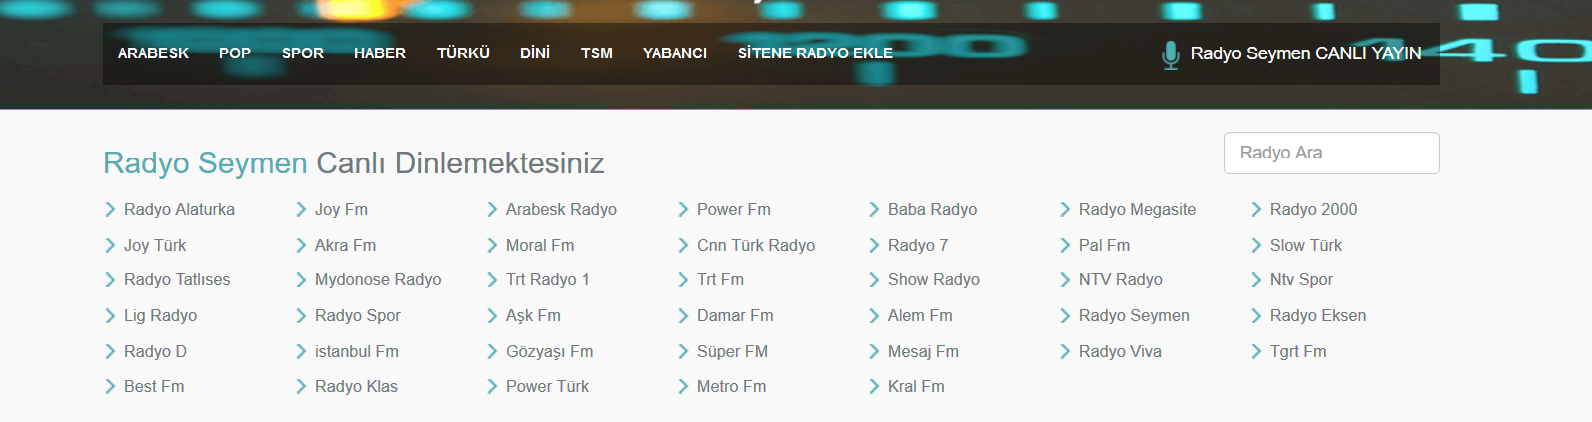 ARABESK POP SPOR HABER TÜRKÜ DİNİ TSM YABANCI SİTENE RADYO EKLE Radyo Seymen CANLI YAYIN
Radyo Seymen Canlı Dinlemektesiniz
Radyo Ara
Radyo Alaturka Joy Fm Arabesk Radyo Power Fm Baba Radyo Radyo Megasite Radyo 2000
Joy Türk Akra Fm Moral Fm Cnn Türk Radyo Radyo 7 Pal Fm Slow Türk
Radyo Tatlıses Mydonose Radyo Trt Radyo 1 Trt Fm Show Radyo NTV Radyo Ntv Spor
Lig Radyo Radyo Spor Aşk Fm Damar Fm Alem Fm Radyo Seymen Radyo Eksen
Radyo D istanbul Fm Gözyaşı Fm Süper FM Mesaj Fm Radyo Viva Tgrt Fm
Best Fm Radyo Klas Power Türk Metro Fm Kral Fm